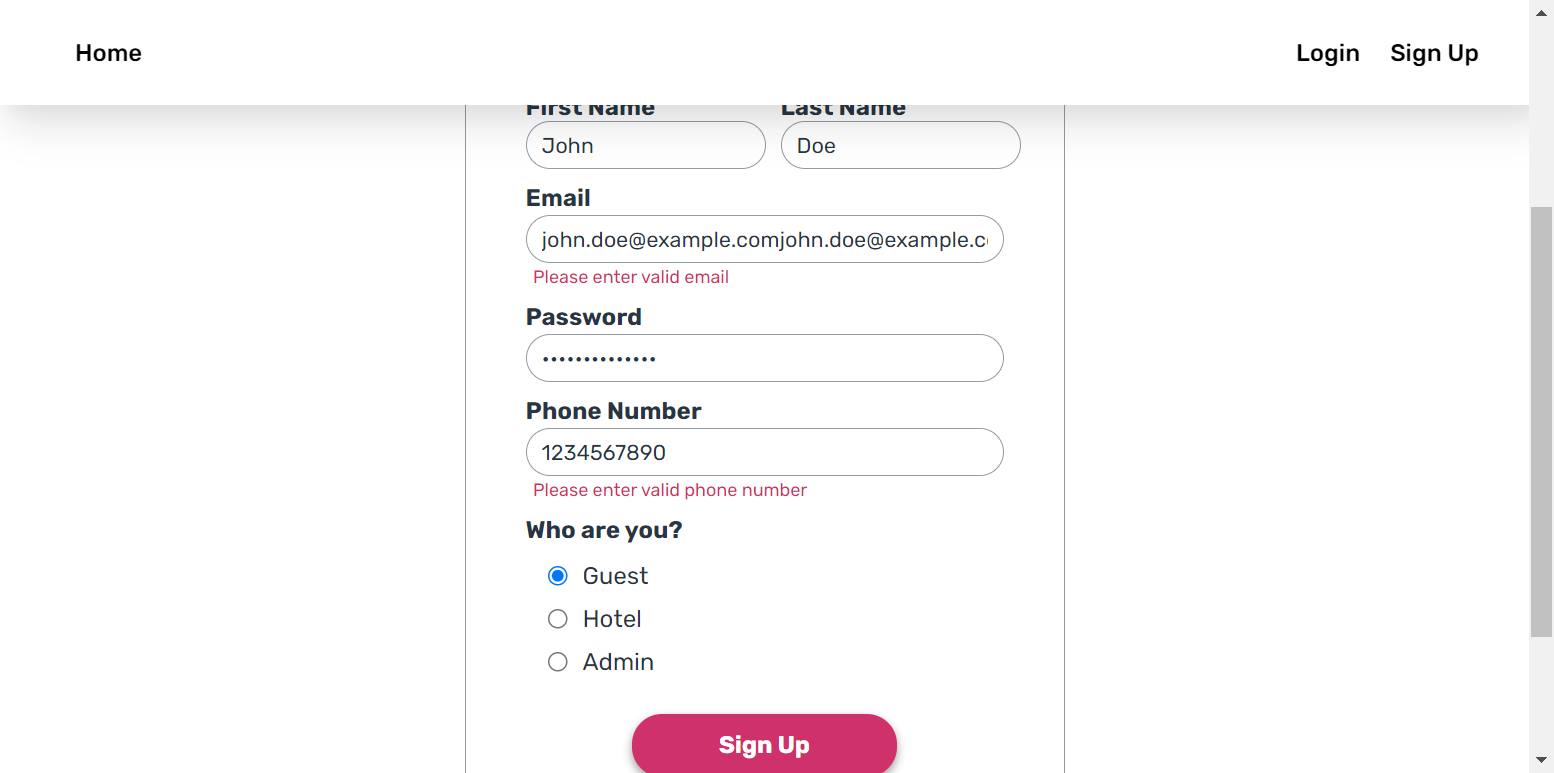 Home Login Sign Up
First Name Last Name
John Doe
Email
john.doe@example.comjohn.doe@example.c
Please enter valid email
Password
••••••••••••••
Phone Number
1234567890
Please enter valid phone number
Who are you?
Guest
Hotel
Admin
Sign Up